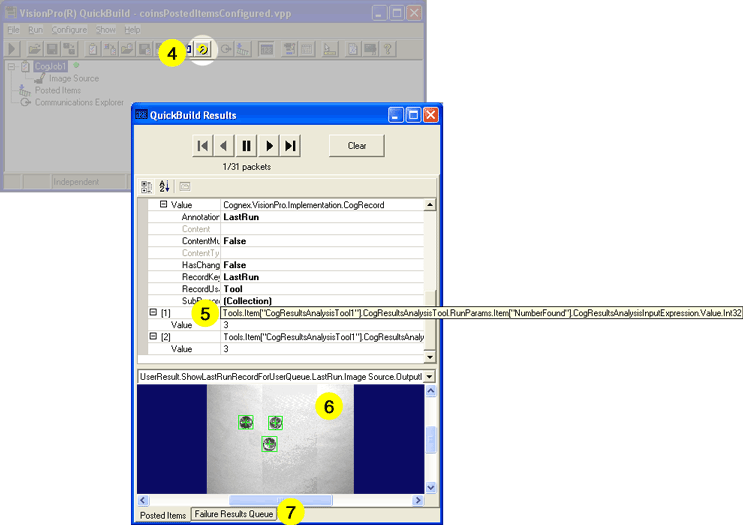 VisionPro(R) QuickBuild - coinsPostedItemsConfigured.vpp
File Run Configure Show Help
4
CogJob1
Image Source
Posted Items
Communications Explorer
Independent
QuickBuild Results
Clear
1/31 packets
Value Cognex.VisionPro.Implementation.CogRecord
Annotation LastRun
Content
ContentMu False
ContentTy
HasChang False
RecordKey LastRun
RecordUs Tool
SubRecord (Collection)
[1] 5 Tools.Item["CogResultsAnalysisTool1"].CogResultsAnalysisTool.RunParams.Item["NumberFound"].CogResultsAnalysisInputExpression.Value.Int32
Value 3
[2] Tools.Item["CogResultsAnalysisTool1"].CogResultsAnaly
Value 3
UserResult.ShowLastRunRecordForUserQueue.LastRun.Image Source.OutputI
6
Posted Items Failure Results Queue 7